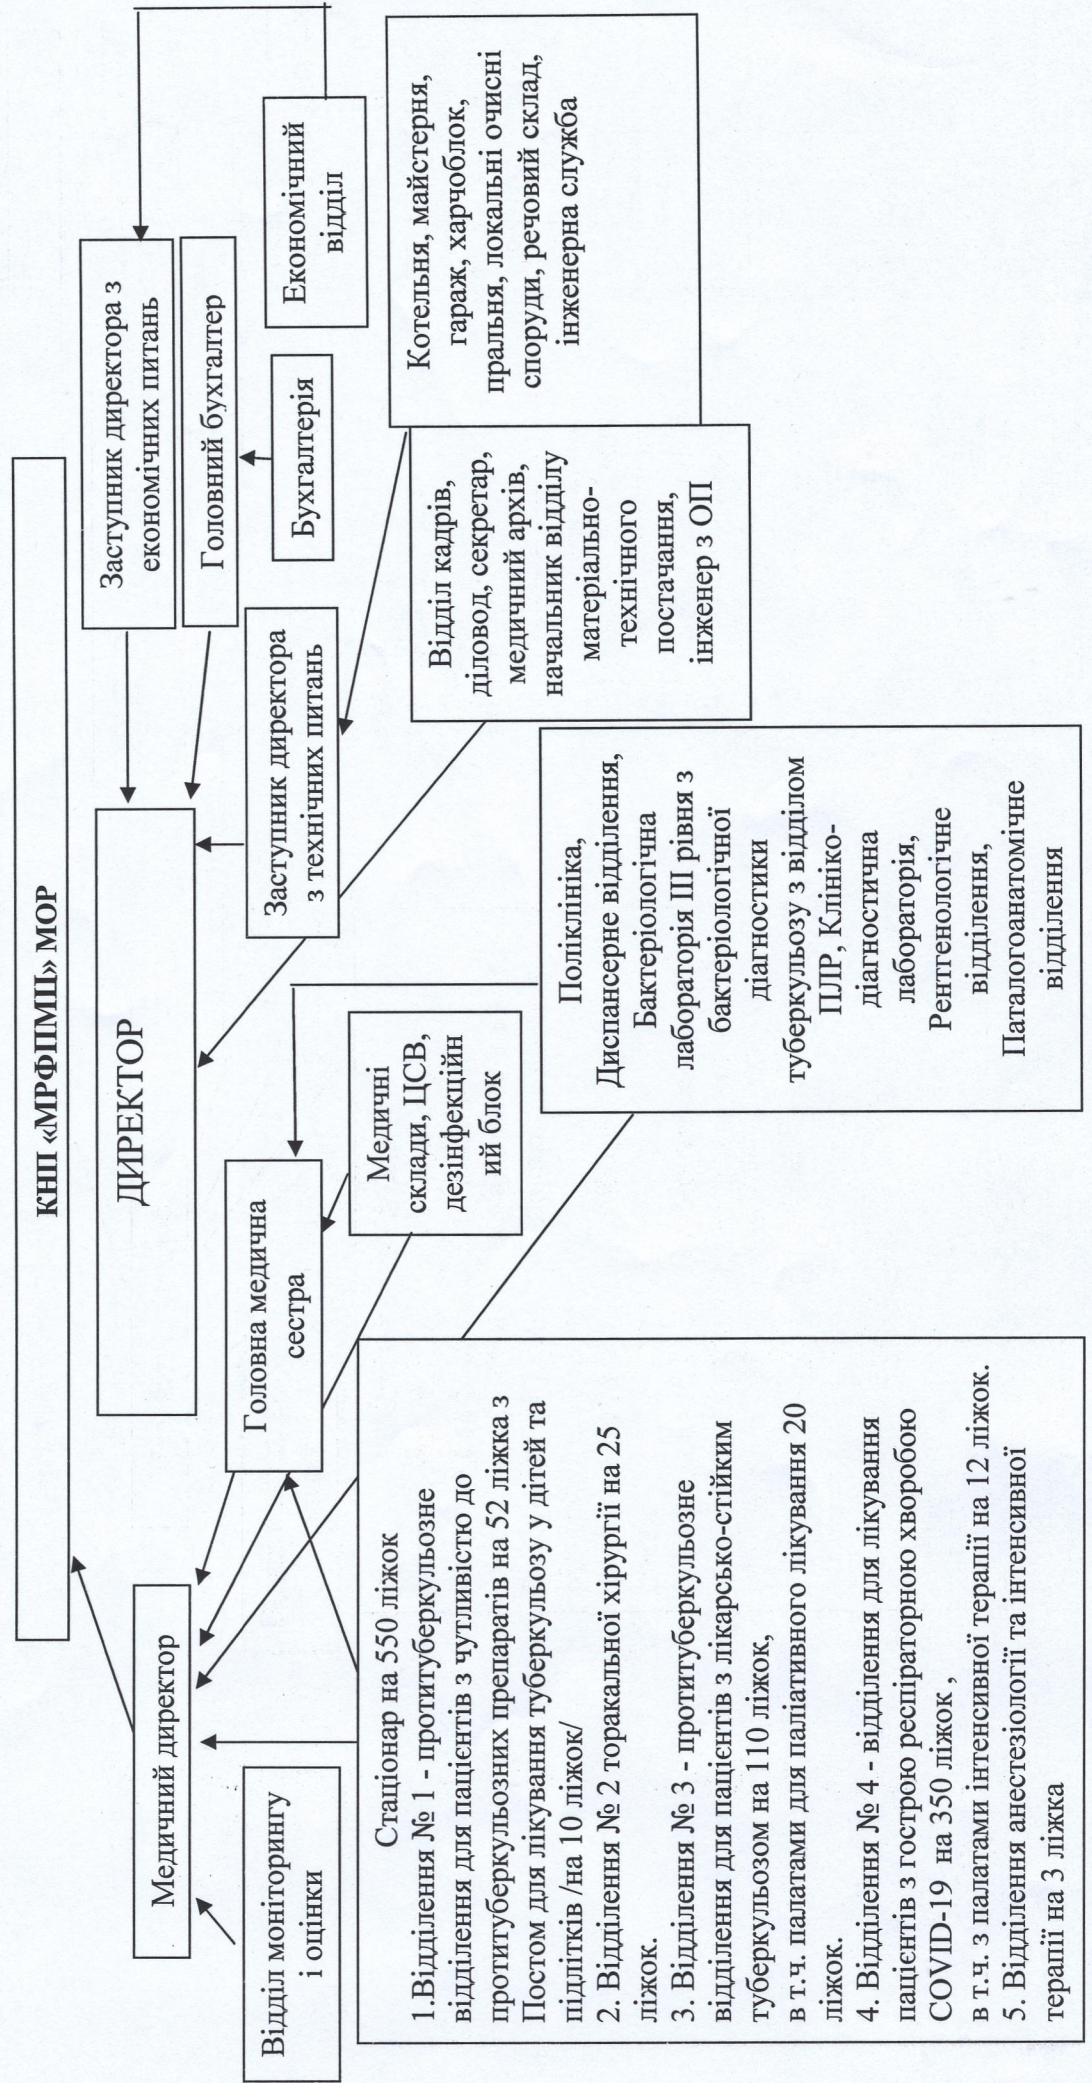 КНП «МРФПМЦ» МОР
Медичний директор
ДИРЕКТОР
Заступник директора з
економічних питань
Головний бухгалтер
Відділ моніторингу
і оцінки
Головна медична
сестра
Заступник директора
з технічних питань
Бухгалтерія
Економічний
відділ
Стаціонар на 550 ліжок
1.Відділення № 1 - протитуберкульозне
відділення для пацієнтів з чутливістю до
протитуберкульозних препаратів на 52 ліжка з
Постом для лікування туберкульозу у дітей та
підлітків /на 10 ліжок/
2. Відділення № 2 торакальної хірургії на 25
ліжок.
3. Відділення № 3 - протитуберкульозне
відділення для пацієнтів з лікарсько-стійким
туберкульозом на 110 ліжок,
в т.ч. палатами для паліативного лікування 20
ліжок.
4. Відділення № 4 - відділення для лікування
пацієнтів з гострою респіраторною хворобою
COVID-19 на 350 ліжок ,
в т.ч. з палатами інтенсивної терапії на 12 ліжок.
5. Відділення анестезіології та інтенсивної
терапії на 3 ліжка
Медичні
склади, ЦСВ,
дезінфекційн
ий блок
Поліклініка,
Диспансерне відділення,
Бактеріологічна
лабораторія ІІІ рівня з
бактеріологічної
діагностики
туберкульозу з відділом
ПЛР, Клініко-
діагностична
лабораторія,
Рентгенологічне
відділення,
Паталогоанатомічне
відділення
Відділ кадрів,
діловод, секретар,
медичний архів,
начальник відділу
матеріально-
технічного
постачання,
інженер з ОП
Котельня, майстерня,
гараж, харчоблок,
пральня, локальні очисні
споруди, речовий склад,
інженерна служба